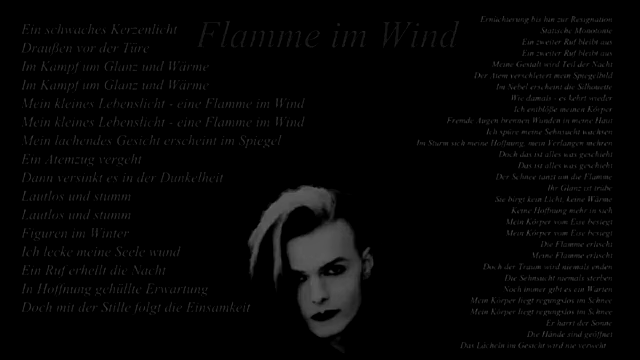 Flamme im Wind
Ein schwaches Kerzenlicht
Draußen vor der Türe
Im Kampf um Glanz und Wärme
Im Kampf um Glanz und Wärme
Mein kleines Lebenslicht - eine Flamme im Wind
Mein kleines Lebenslicht - eine Flamme im Wind
Mein lachendes Gesicht erscheint im Spiegel
Ein Atemzug vergeht
Dann versinkt es in der Dunkelheit
Lautlos und stumm
Lautlos und stumm
Figuren im Winter
Ich lecke meine Seele wund
Ein Ruf erhellt die Nacht
In Hoffnung gehüllte Erwartung
Doch mit der Stille folgt die Einsamkeit
Ernüchterung bis hin zur Resignation
Statische Monotonie
Ein zweiter Ruf bleibt aus
Ein zweiter Ruf bleibt aus
Meine Gestalt wird Teil der Nacht
Der Atem verschleiert mein Spiegelbild
Im Nebel erscheint die Silhouette
Wie damals - es kehrt wieder
Ich entblöße meinen Körper
Fremde Augen brennen Wunden in meine Haut
Ich spüre meine Sehnsucht wachsen
Im Sturm sich meine Hoffnung, mein Verlangen mehren
Doch das ist alles was geschieht
Das ist alles was geschieht
Der Schnee tanzt um die Flamme
Ihr Glanz ist trübe
Sie birgt kein Licht, keine Wärme
Keine Hoffnung mehr in sich
Mein Körper vom Eise besiegt
Mein Körper vom Eise besiegt
Die Flamme erlischt
Meine Flamme erlischt
Doch der Traum wird niemals enden
Die Sehnsucht niemals sterben
Noch immer gibt es ein Warten
Mein Körper liegt regungslos im Schnee
Mein Körper liegt regungslos im Schnee
Er harrt der Sonne
Die Hände sind geöffnet
Das Lächeln im Gesicht wird nie verweht